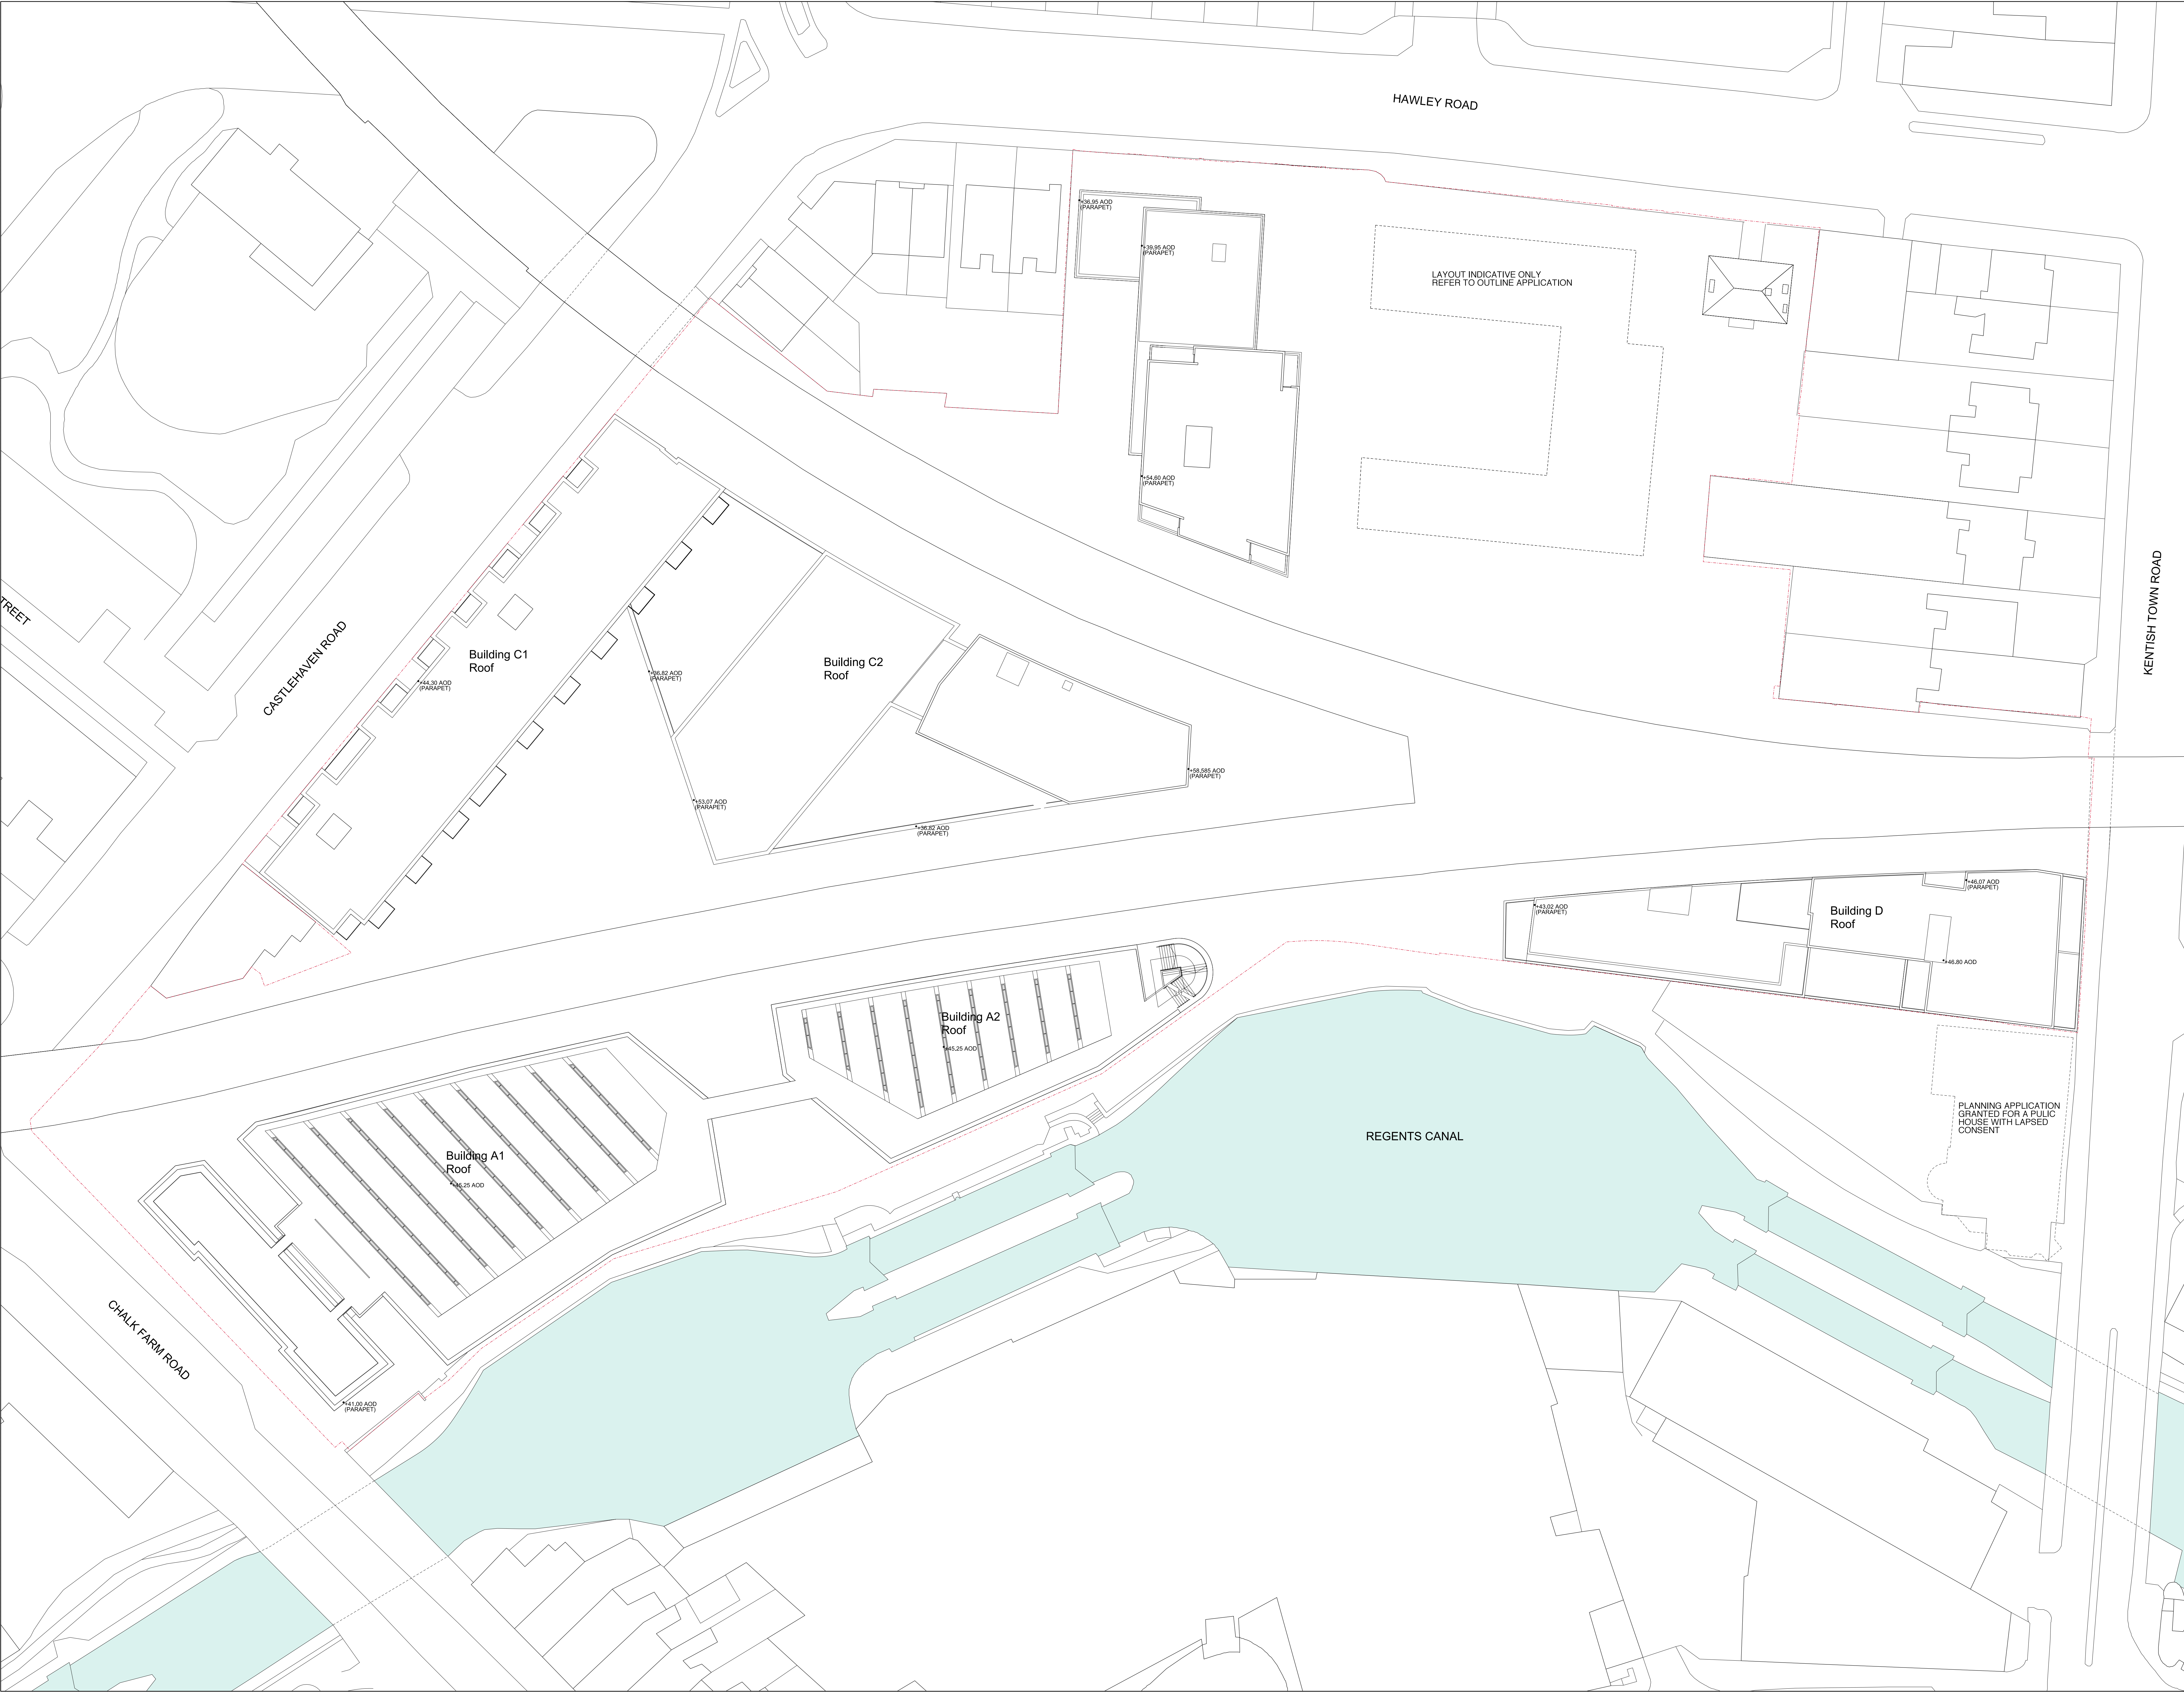 HAWLEY ROAD
+36,95 AOD
(PARAPET)
+39,95 AOD
(PARAPET)
LAYOUT INDICATIVE ONLY
REFER TO OUTLINE APPLICATION
+54,60 AOD
(PARAPET)
KENTISH TOWN ROAD
TREET
CASTLEHAVEN ROAD
Building C1
Roof
+44,30 AOD
(PARAPET)
+36,82 AOD
(PARAPET)
Building C2
Roof
+58,585 AOD
(PARAPET)
+53,07 AOD
(PARAPET)
+36,82 AOD
(PARAPET)
+43,02 AOD
(PARAPET)
Building D
Roof
+46,07 AOD
(PARAPET)
+46,80 AOD
Building A2
Roof
+45,25 AOD
PLANNING APPLICATION
GRANTED FOR A PULIC
HOUSE WITH LAPSED
CONSENT
REGENTS CANAL
Building A1
Roof
+45,25 AOD
CHALK FARM ROAD
+41,00 AOD
(PARAPET)